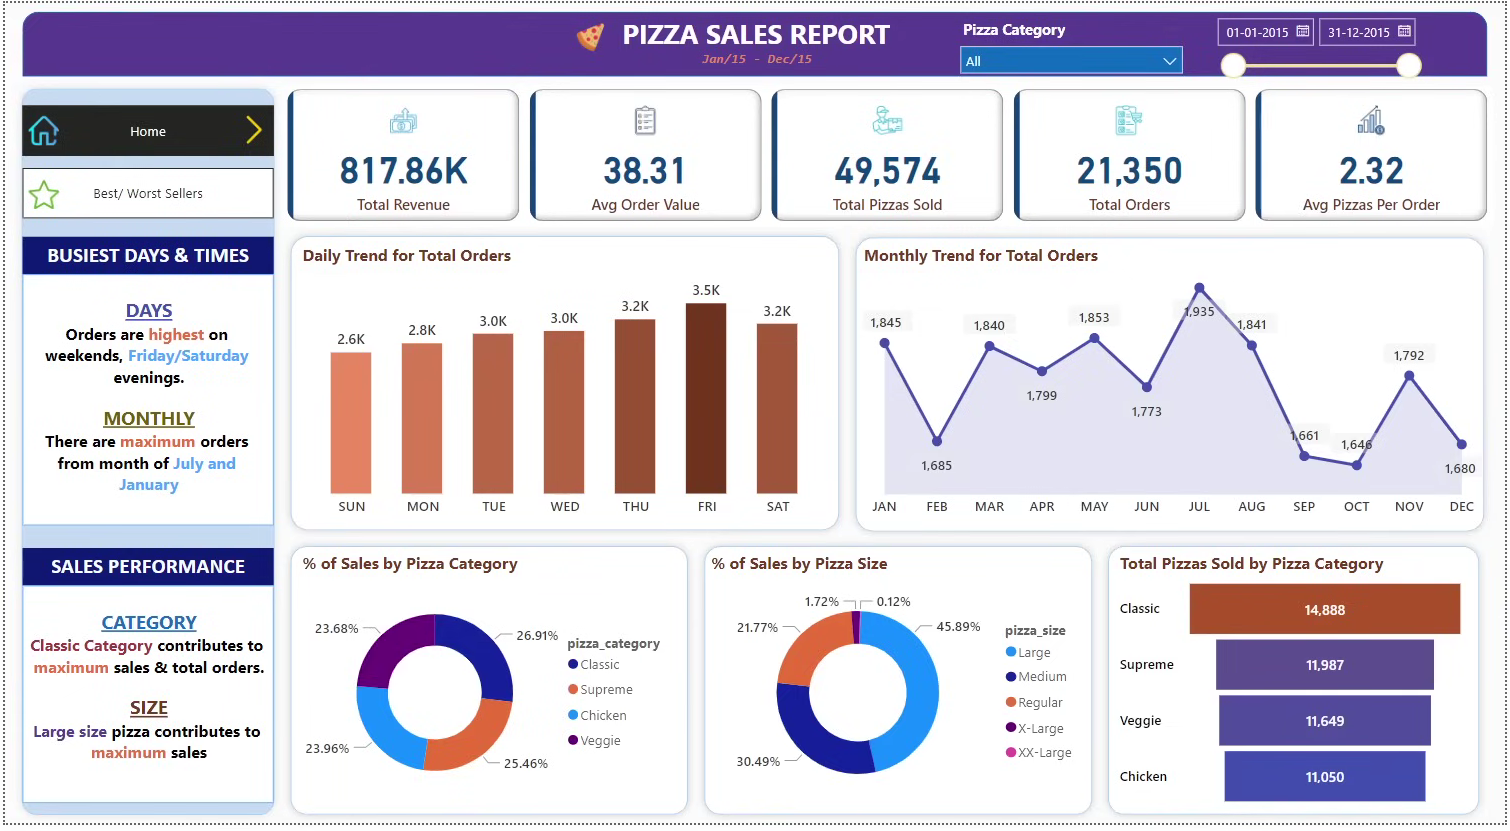 PIZZA SALES REPORT
Jan/15 - Dec/15
Pizza Category
All
01-01-2015
31-12-2015
Home
Best/ Worst Sellers
817.86K
Total Revenue
38.31
Avg Order Value
49,574
Total Pizzas Sold
21,350
Total Orders
2.32
Avg Pizzas Per Order
BUSIEST DAYS & TIMES
DAYS
Orders are highest on
weekends, Friday/Saturday
evenings.
MONTHLY
There are maximum orders
from month of July and
January
SALES PERFORMANCE
CATEGORY
Classic Category contributes to
maximum sales & total orders.
SIZE
Large size pizza contributes to
maximum sales
Daily Trend for Total Orders
2.6K
2.8K
3.0K
3.0K
3.2K
3.5K
3.2K
SUN
MON
TUE
WED
THU
FRI
SAT
Monthly Trend for Total Orders
1,845
1,685
1,840
1,799
1,853
1,773
1,935
1,841
1,661
1,646
1,792
1,680
JAN
FEB
MAR
APR
MAY
JUN
JUL
AUG
SEP
OCT
NOV
DEC
% of Sales by Pizza Category
23.68%
26.91%
23.96%
25.46%
pizza_category
Classic
Supreme
Chicken
Veggie
% of Sales by Pizza Size
1.72%
0.12%
21.77%
45.89%
30.49%
pizza_size
Large
Medium
Regular
X-Large
XX-Large
Total Pizzas Sold by Pizza Category
Classic
14,888
Supreme
11,987
Veggie
11,649
Chicken
11,050